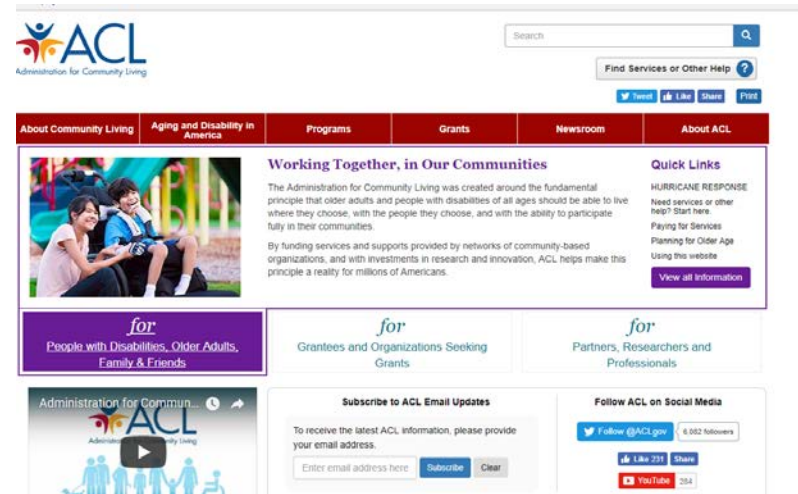 ACL
Administration for Community Living
Search
Find Services or Other Help ?
Tweet Like Share Print
About Community Living
Aging and Disability in
America
Programs
Grants
Newsroom
About ACL
Working Together, in Our Communities
The Administration for Community Living was created around the fundamental
principle that older adults and people with disabilities of all ages should be able to live
where they choose, with the people they choose, and with the ability to participate
fully in their communities.
By funding services and supports provided by networks of community-based
organizations, and with investments in research and innovation, ACL helps make this
principle a reality for millions of Americans.
Quick Links
HURRICANE RESPONSE
Need services or other
help? Start here.
Paying for Services
Planning for Older Age
Using this website
View all Information
for
People with Disabilities, Older Adults,
Family & Friends
for
Grantees and Organizations Seeking
Grants
for
Partners, Researchers and
Professionals
Administration for Commun...
ACL
Administration for Community Living
Subscribe to ACL Email Updates
To receive the latest ACL information, please provide
your email address.
Enter email address here Subscribe Clear
Follow ACL on Social Media
Follow @ACLgov 6,082 followers
Like 231 Share
YouTube 284